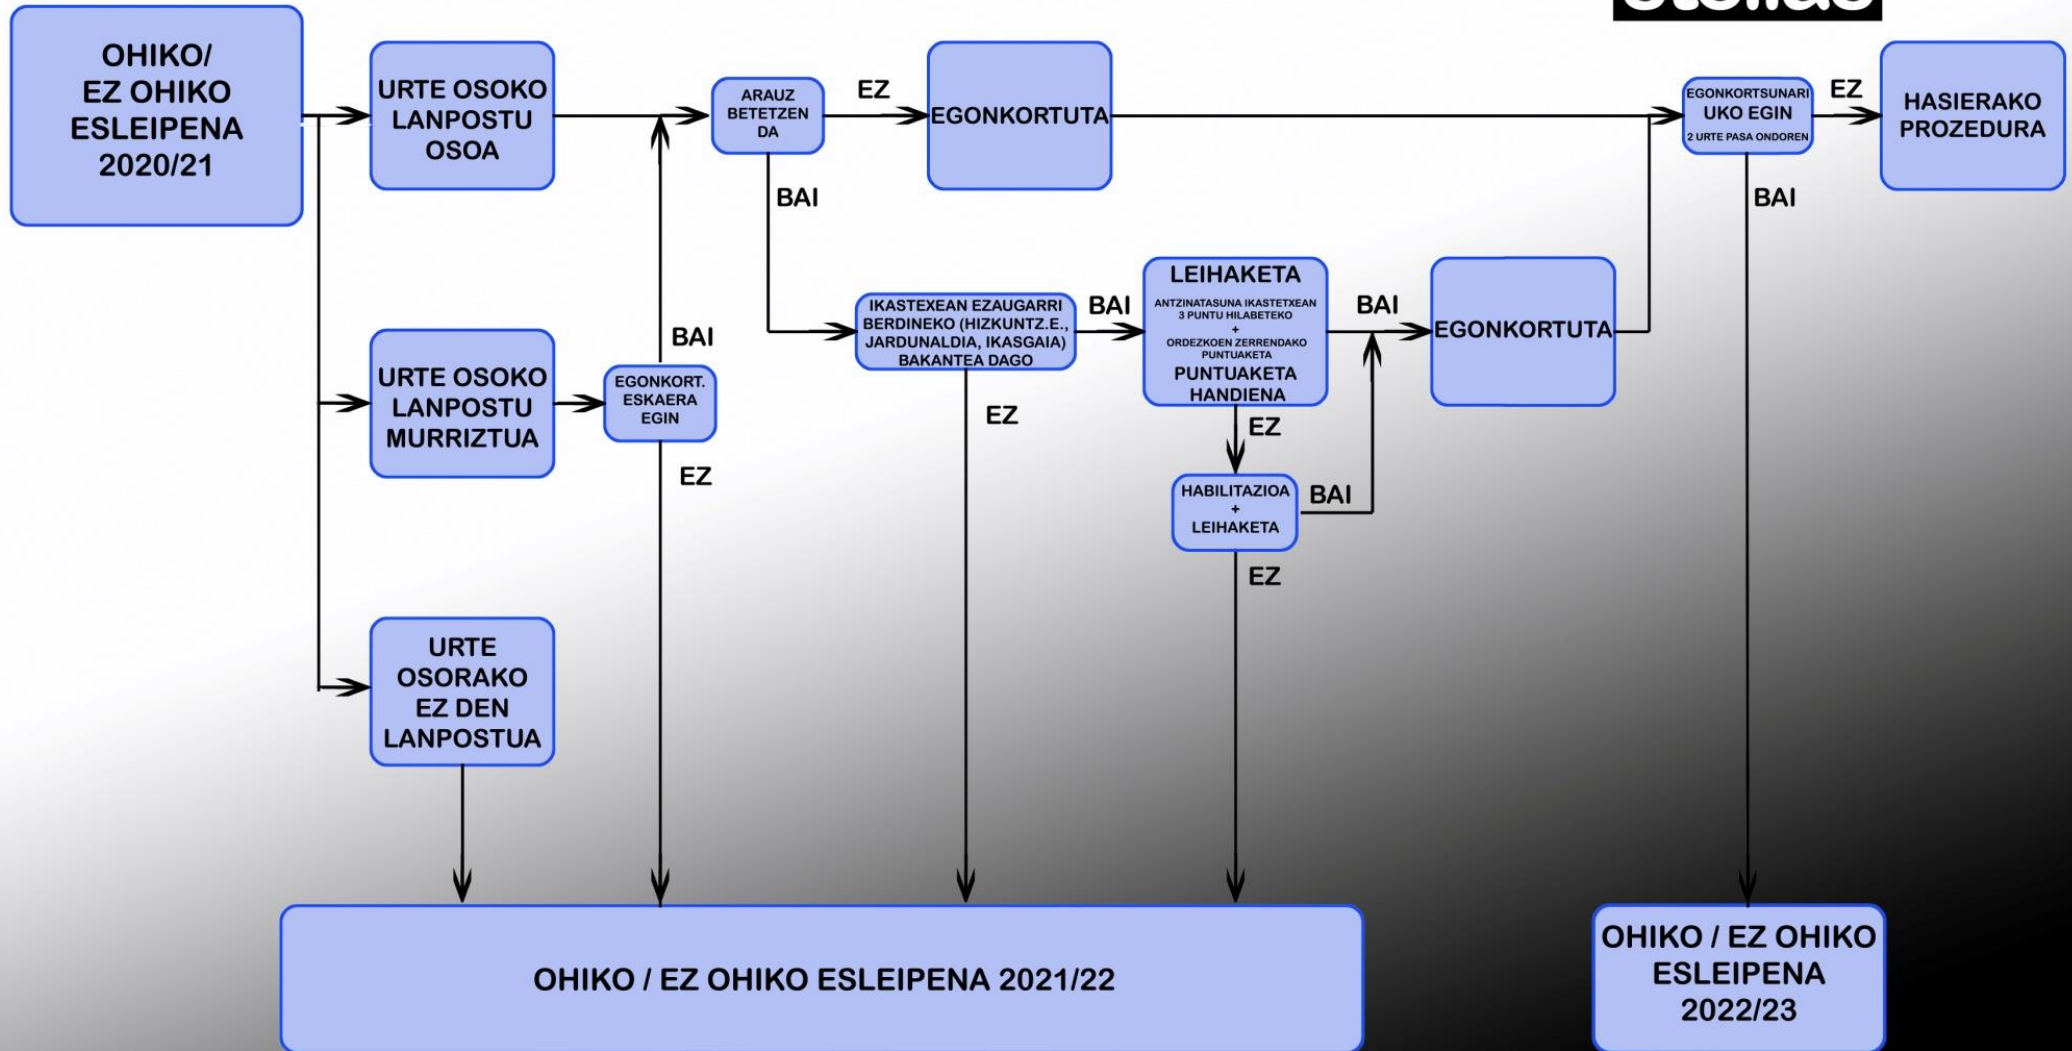 OHIKO/
EZ OHIKO
ESLEIPENA
2020/21
URTE OSOKO
LANPOSTU
OSOA
ARAUZ
BETETZEN
DA
EZ
BAI
EGONKORTUTA
EGONKORTSUNARI
UKO EGIN
2 URTE PASA ONDOREN
EZ
BAI
HASIERAKO
PROZEDURA
URTE OSOKO
LANPOSTU
MURRIZTUA
BAI
EGONKORT.
ESKAERA
EGIN
EZ
IKASTEXEAN EZAUGARRI
BERDINEKO (HIZKUNTZ.E.,
JARDUNALDIA, IKASGAIA)
BAKANTEA DAGO
BAI
EZ
LEIHAKETA
ANTZINATASUNA IKASTETXEAN
3 PUNTU HILABETEKO
+
ORDEZKOEN ZERRENDAKO
PUNTUAKETA
PUNTUAKETA
HANDIENA
BAI
EZ
EGONKORTUTA
HABILITAZIOA
+
LEIHAKETA
BAI
EZ
URTE
OSORAKO
EZ DEN
LANPOSTUA
OHIKO / EZ OHIKO ESLEIPENA 2021/22
OHIKO / EZ OHIKO
ESLEIPENA
2022/23